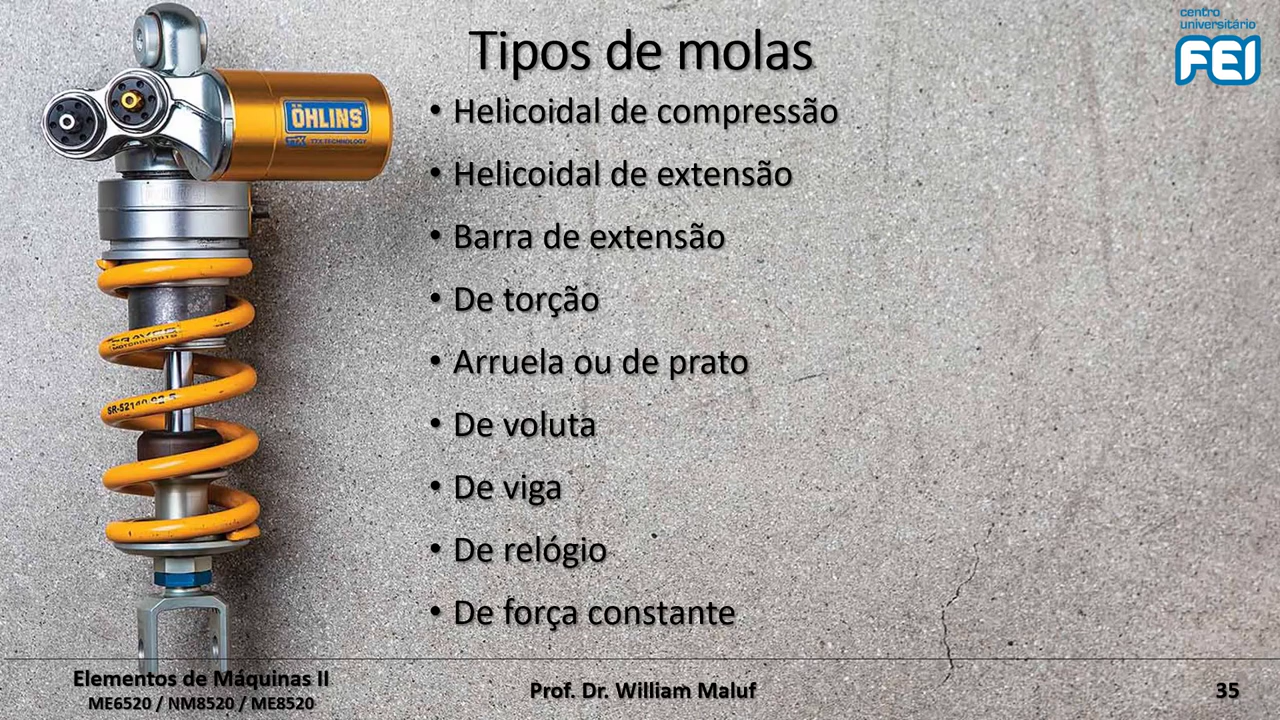 Tipos de molas
centro
universitário
FEI
• Helicoidal de compressão
• Helicoidal de extensão
• Barra de extensão
• De torção
• Arruela ou de prato
• De voluta
• De viga
• De relógio
• De força constante
ÖHLINS
TTX TECHNOLOGY
MOTORSPORTS
Elementos de Máquinas II
ME6520 / NM8520 / ME8520
Prof. Dr. William Maluf
35